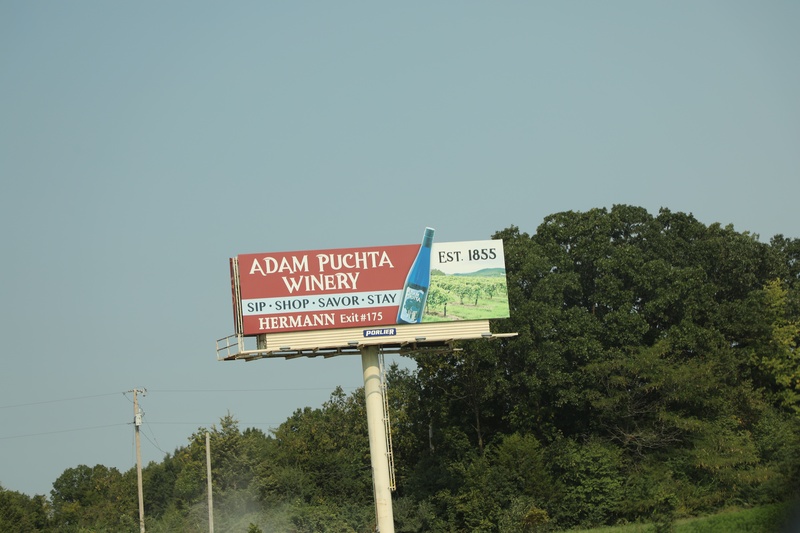 ADAM PUCHTA
WINERY
SIP · SHOP · SAVOR · STAY
HERMANN Exit #175
EST. 1855
PORLIER